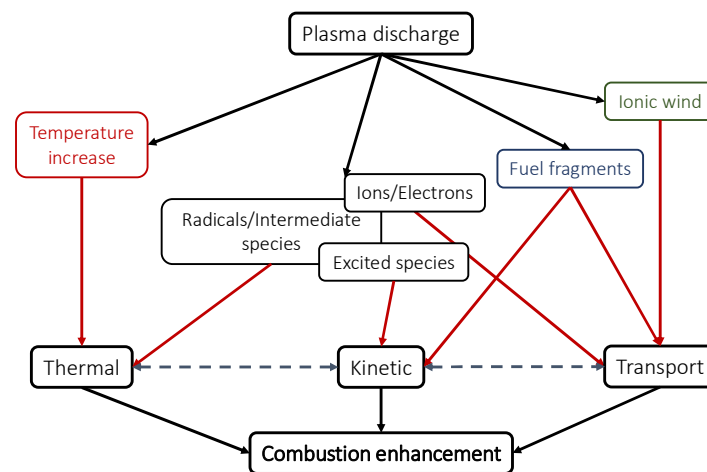 Plasma discharge
Ionic wind
Temperature
increase
Fuel fragments
Ions/Electrons
Radicals/Intermediate
species
Excited species
Thermal
Kinetic
Transport
Combustion enhancement